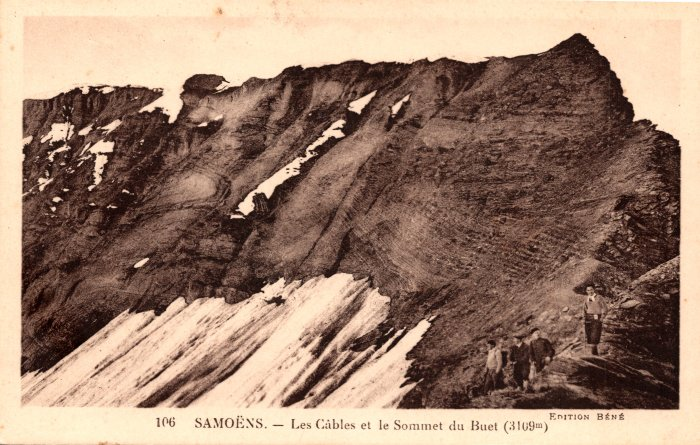 106 SAMOËNS. — Les Câbles et le Sommet du Buet (3109m)
EDITION BÉNÉ